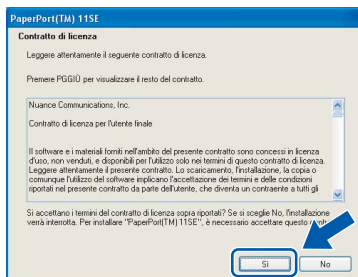 PaperPort(TM) 11SE
Contratto di licenza
Leggere attentamente il seguente contratto di licenza.
Premere PGGIÙ per visualizzare il resto del contratto.
Nuance Communications, Inc.
Contratto di licenza per l'utente finale
Il software e i materiali forniti nell'ambito del presente contratto sono concessi in licenza
d'uso, non venduti, e disponibili per l'utilizzo solo nei termini di questo contratto di licenza.
Leggere attentamente il presente contratto. Lo scaricamento, l'installazione, la copia o
comunque l'utilizzo del software implicano l'accettazione dei termini e delle condizioni
riportati nel presente contratto da parte dell'utente, che diventa un contraente a tutti gli
Si accettano i termini del contratto di licenza sopra riportati? Se si sceglie No, l'installazione
verrà interrotta. Per installare "PaperPort(TM) 11SE", è necessario accettare questo
Sì
No